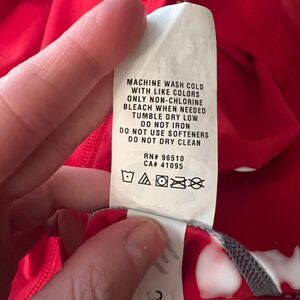 MACHINE WASH COLD
WITH LIKE COLORS
ONLY NON-CHLORINE
BLEACH WHEN NEEDED
TUMBLE DRY LOW
DO NOT IRON
DO NOT USE SOFTENERS
DO NOT DRY CLEAN
RN# 96510
CA# 41095